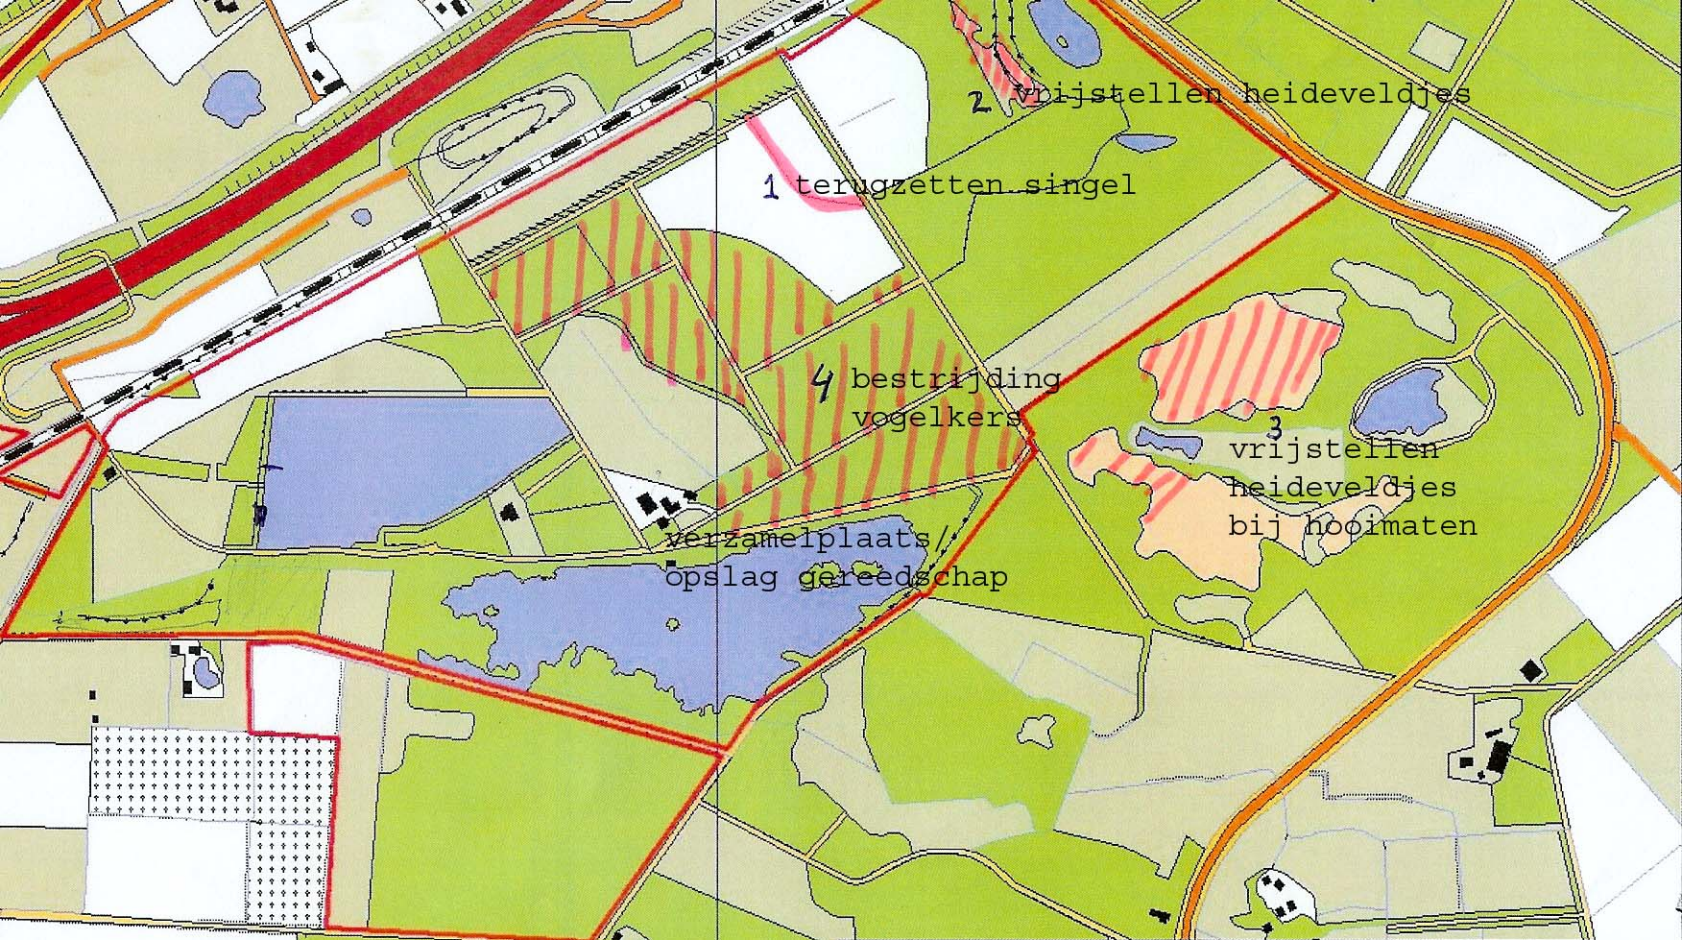 2 vrijstellen heideveldjes
1 terugzetten singel
4 bestrijding
vogelkers
3
vrijstellen
heideveldjes
bij hooimaten
verzamelplaats/
opslag gereedschap